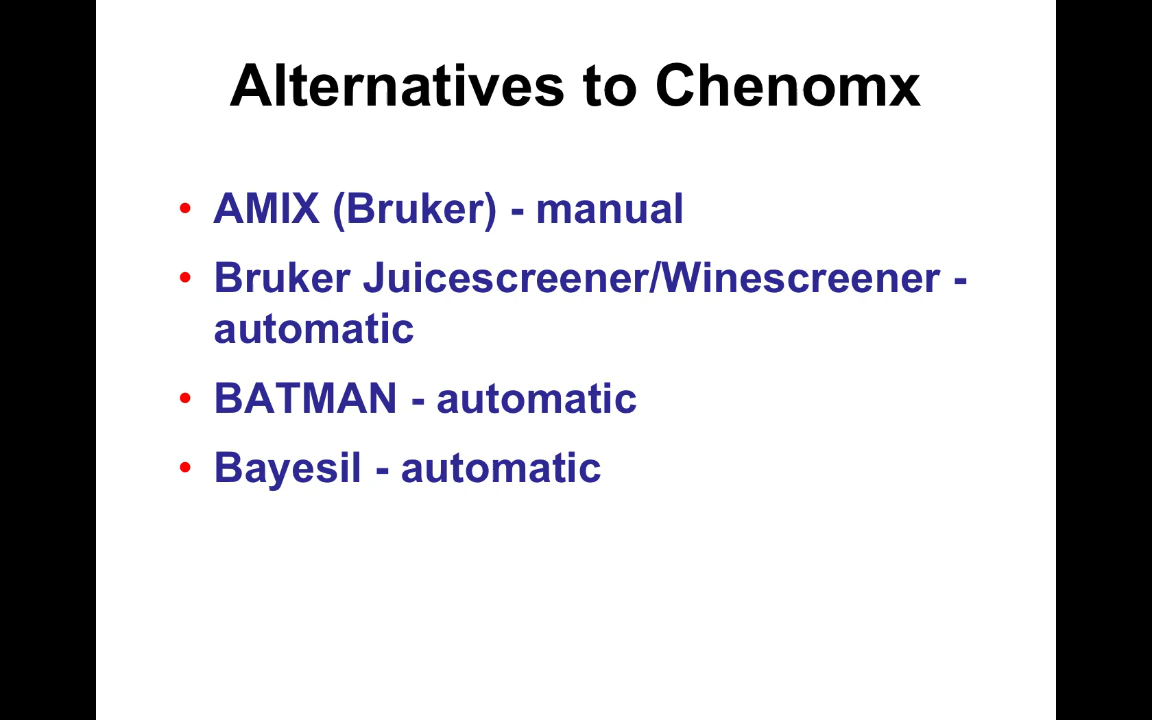 Alternatives to Chenomx
• AMIX (Bruker) - manual
• Bruker Juicescreener/Winescreener -
automatic
• BATMAN - automatic
• Bayesil - automatic